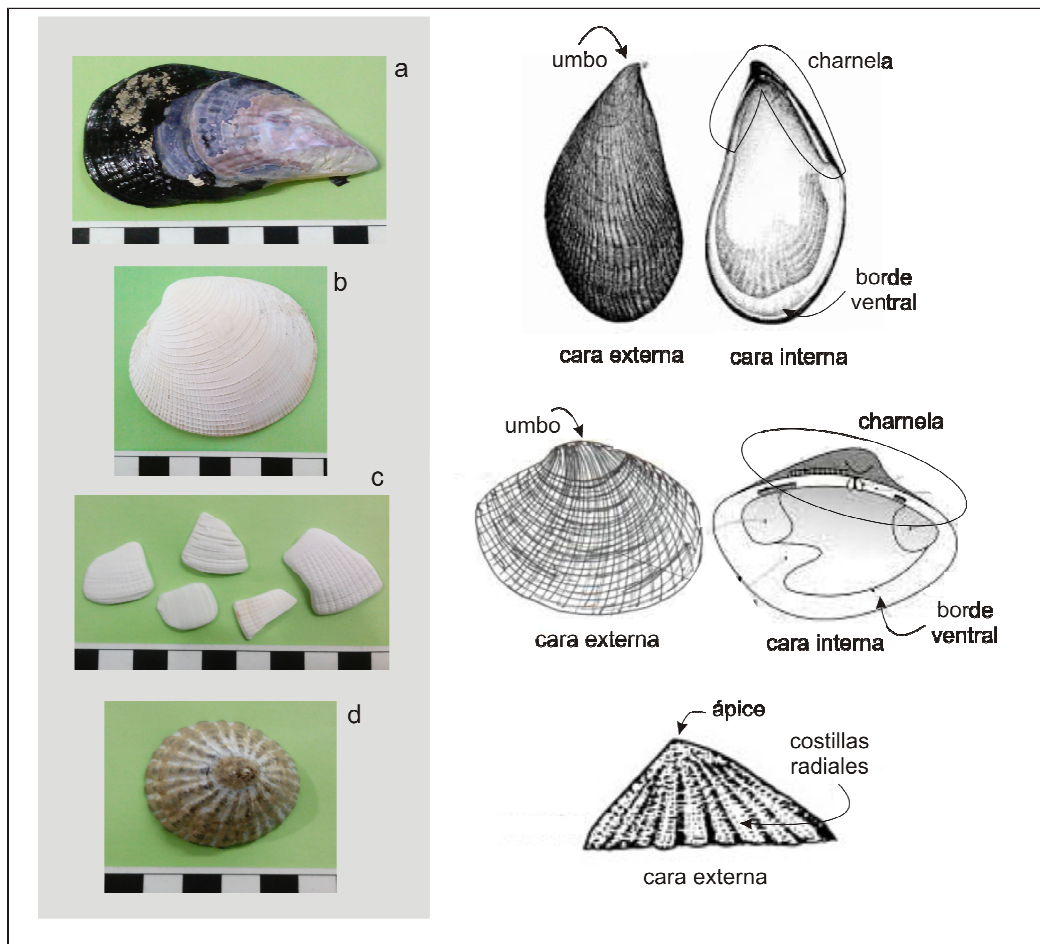 a
umbo
charnela
borde
ventral
cara externa
cara interna
b
umbo
charnela
c
borde
ventral
cara externa
cara interna
d
ápice
costillas
radiales
cara externa